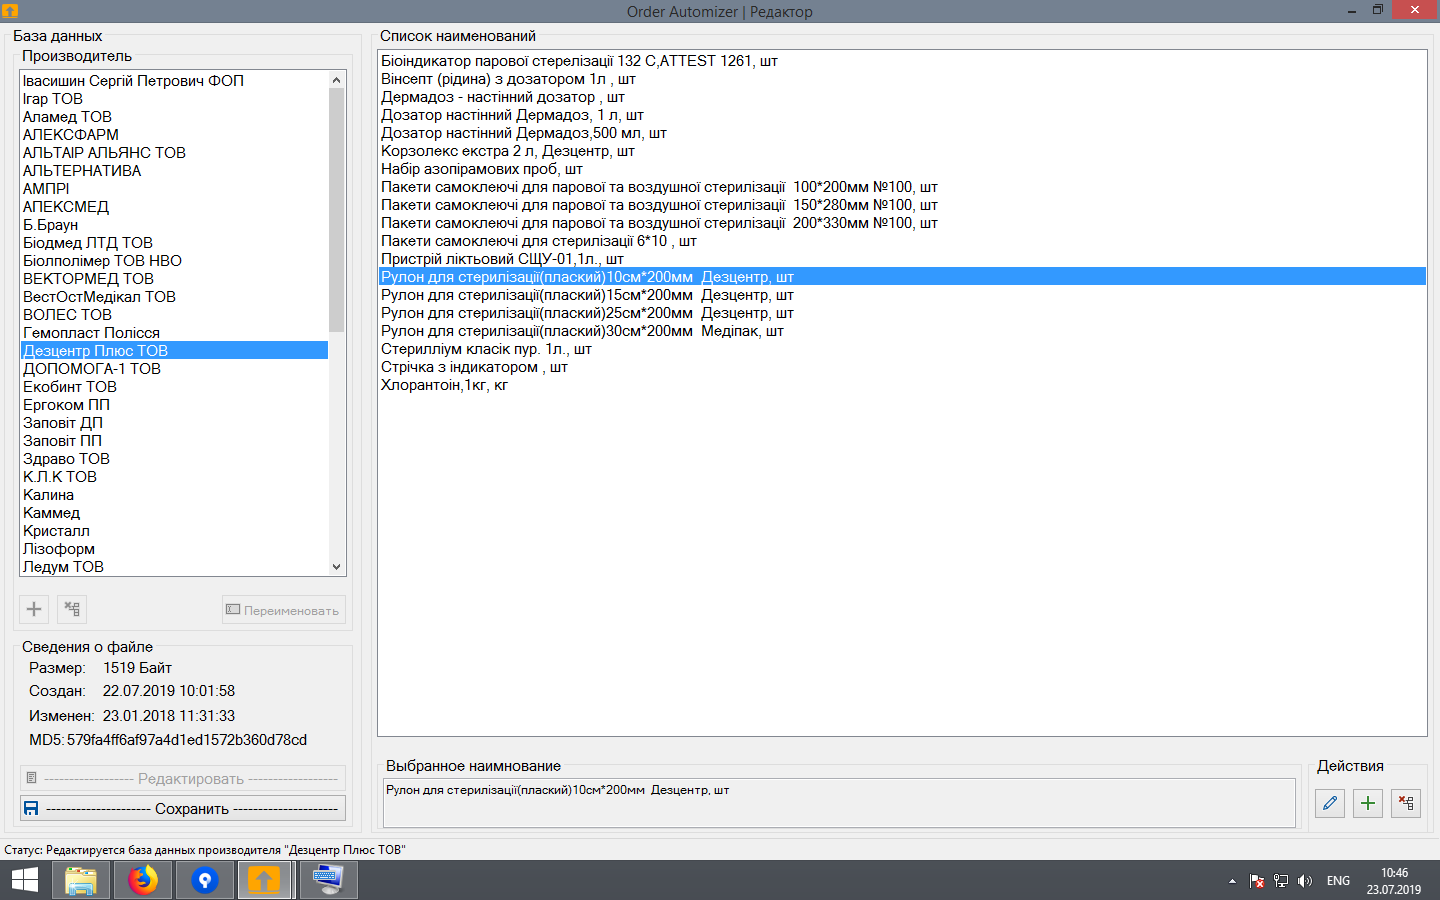 Order Automizer | Редактор
База данных
Производитель
Івасишин Сергій Петрович ФОП
Ігар ТОВ
Аламед ТОВ
АЛЕКСФАРМ
АЛЬТАІР АЛЬЯНС ТОВ
АЛЬТЕРНАТИВА
АМПРІ
АПЕКСМЕД
Б.Браун
Біодмед ЛТД ТОВ
Біолполімер ТОВ НВО
ВЕКТОРМЕД ТОВ
ВестОстМедікал ТОВ
ВОЛЕС ТОВ
Гемопласт Полісся
Дезцентр Плюс ТОВ
ДОПОМОГА-1 ТОВ
Екобинт ТОВ
Ергоком ПП
Заповіт ДП
Заповіт ПП
Здраво ТОВ
К.Л.К ТОВ
Калина
Каммед
Кристалл
Лізоформ
Ледум ТОВ
Переименовать
Сведения о файле
Размер: 1519 Байт
Создан: 22.07.2019 10:01:58
Изменен: 23.01.2018 11:31:33
MD5: 579fa4ff6af97a4d1ed1572b360d78cd
------------------ Редактировать ------------------
--------------------- Сохранить ---------------------
Список наименований
Біоіндикатор парової стерелізації 132 С,ATTEST 1261, шт
Вінсепт (рідина) з дозатором 1л , шт
Дермадоз - настінний дозатор , шт
Дозатор настінний Дермадоз, 1 л, шт
Дозатор настінний Дермадоз,500 мл, шт
Корзолекс екстра 2 л, Дезцентр, шт
Набір азопірамових проб, шт
Пакети самоклеючі для парової та воздушної стерилізації  100*200мм №100, шт
Пакети самоклеючі для парової та воздушної стерилізації  150*280мм №100, шт
Пакети самоклеючі для парової та воздушної стерилізації  200*330мм №100, шт
Пакети самоклеючі для стерилізації 6*10 , шт
Пристрій ліктьовий СЩУ-01,1л., шт
Рулон для стерилізації(плаский)10см*200мм  Дезцентр, шт
Рулон для стерилізації(плаский)15см*200мм  Дезцентр, шт
Рулон для стерилізації(плаский)25см*200мм  Дезцентр, шт
Рулон для стерилізації(плаский)30см*200мм  Медіпак, шт
Стерилліум класік пур. 1л., шт
Стрічка з індикатором , шт
Хлорантоін,1кг, кг
Выбранное наимнование
Рулон для стерилізації(плаский)10см*200мм  Дезцентр, шт
Действия
Статус: Редактируется база данных производителя "Дезцентр Плюс ТОВ"
ENG
10:46
23.07.2019